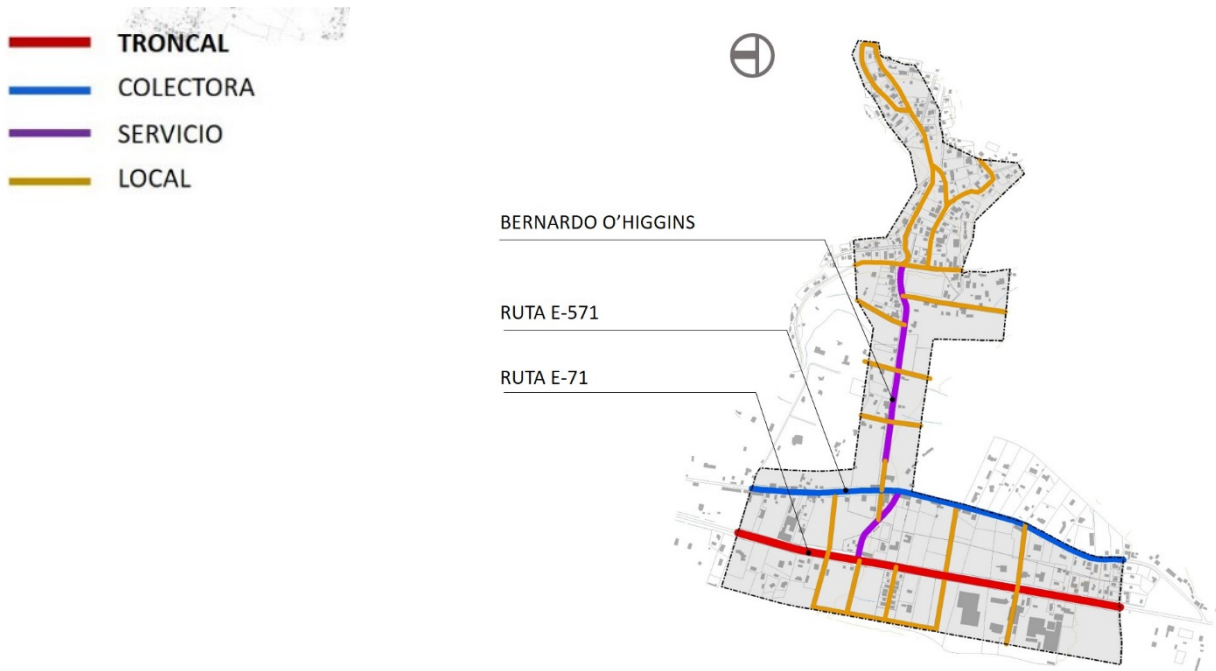 TRONCAL
COLECTORA
SERVICIO
LOCAL
BERNARDO O'HIGGINS
RUTA E-571
RUTA E-71